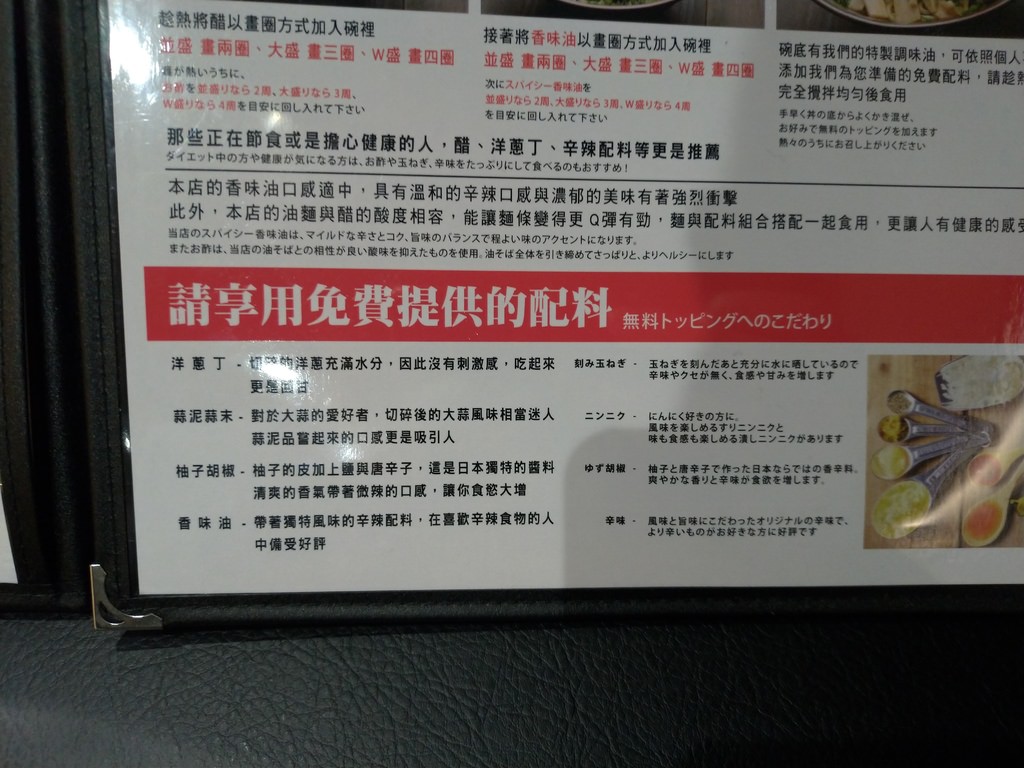 趁熱將醋以畫圈方式加入碗裡
並盛 畫兩圈、大盛 畫三圈、W盛 畫四圈
が熱いうちに、
お酢を並盛りなら2周、大盛りなら3周、
W盛りなら4周を目安に回し入れて下さい
接著將香味油以畫圈方式加入碗裡
並盛 畫兩圈、大盛 畫三圈、W盛 畫四圈
次にスパイシー香味油を
並盛りなら2周、大盛りなら3周、W盛りなら4周
を目安に回し入れて下さい
碗底有我們的特製調味油，可依照個人
添加我們為您準備的免費配料，請趁熱
完全攪拌均勻後食用
手早く丼の底からよくかき混ぜ、
お好みで無料のトッピングを加えます
熱々のうちにお召し上がりください
那些正在節食或是擔心健康的人，醋、洋蔥丁、辛辣配料等更是推薦
ダイエット中の方や健康が気になる方は、お酢や玉ねぎ、辛味をたっぷりにして食べるのもおすすめ！
本店的香味油口感適中，具有溫和的辛辣口感與濃郁的美味有著強烈衝擊
此外，本店的油麵與醋的酸度相容，能讓麵條變得更 Q彈有勁，麵與配料組合搭配一起食用，更讓人有健康的感受
当店のスパイシー香味油は、マイルドな辛さとコク、旨味のバランスで程よい味のアクセントになります。
またお酢は、当店の油そばとの相性が良い酸味を抑えたものを使用。油そば全体を引き締めてさっぱりと、よりヘルシーにします
請享用免費提供的配料 無料トッピングへのこだわり
洋蔥丁 - 切碎的洋蔥充滿水分，因此沒有刺激感，吃起來
更是甘
蒜泥蒜末 - 對於大蒜的愛好者，切碎後的大蒜風味相當迷人
蒜泥品嘗起來的口感更是吸引人
柚子胡椒 - 柚子的皮加上鹽與唐辛子，這是日本獨特的醬料
清爽的香氣帶著微辣的口感，讓你食慾大增
香味油 - 帶著獨特風味的辛辣配料，在喜歡辛辣食物的人
中備受好評
刻み玉ねぎ - 玉ねぎを刻んだあと充分に水に晒しているので
辛味やクセが無く、食感や甘みを増します
ニンニク - にんにく好きの方に。
風味を楽しめるすりニンニクと
味も食感も楽しめる潰しニンニクがあります
ゆず胡椒 - 柚子と唐辛子で作った日本ならではの香辛料。
爽やかな香りと辛味が食欲を増します。
辛味 - 風味と旨味にこだわったオリジナルの辛味で、
より辛いものがお好きな方に好評です